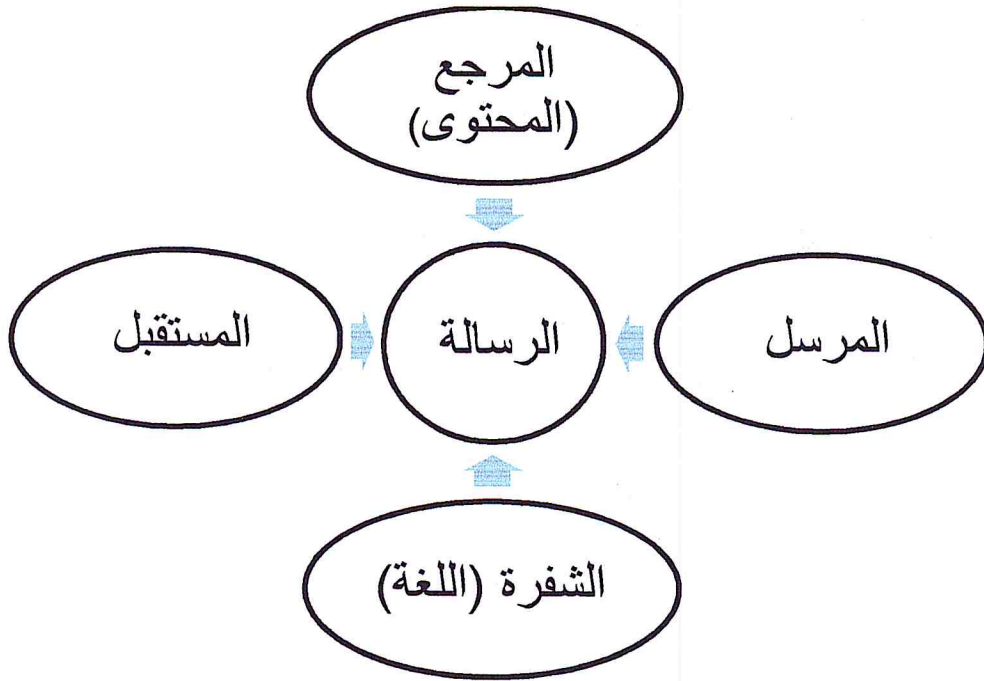 المرجع
(المحتوى)
المرسل
الرسالة
المستقبل
الشفرة (اللغة)